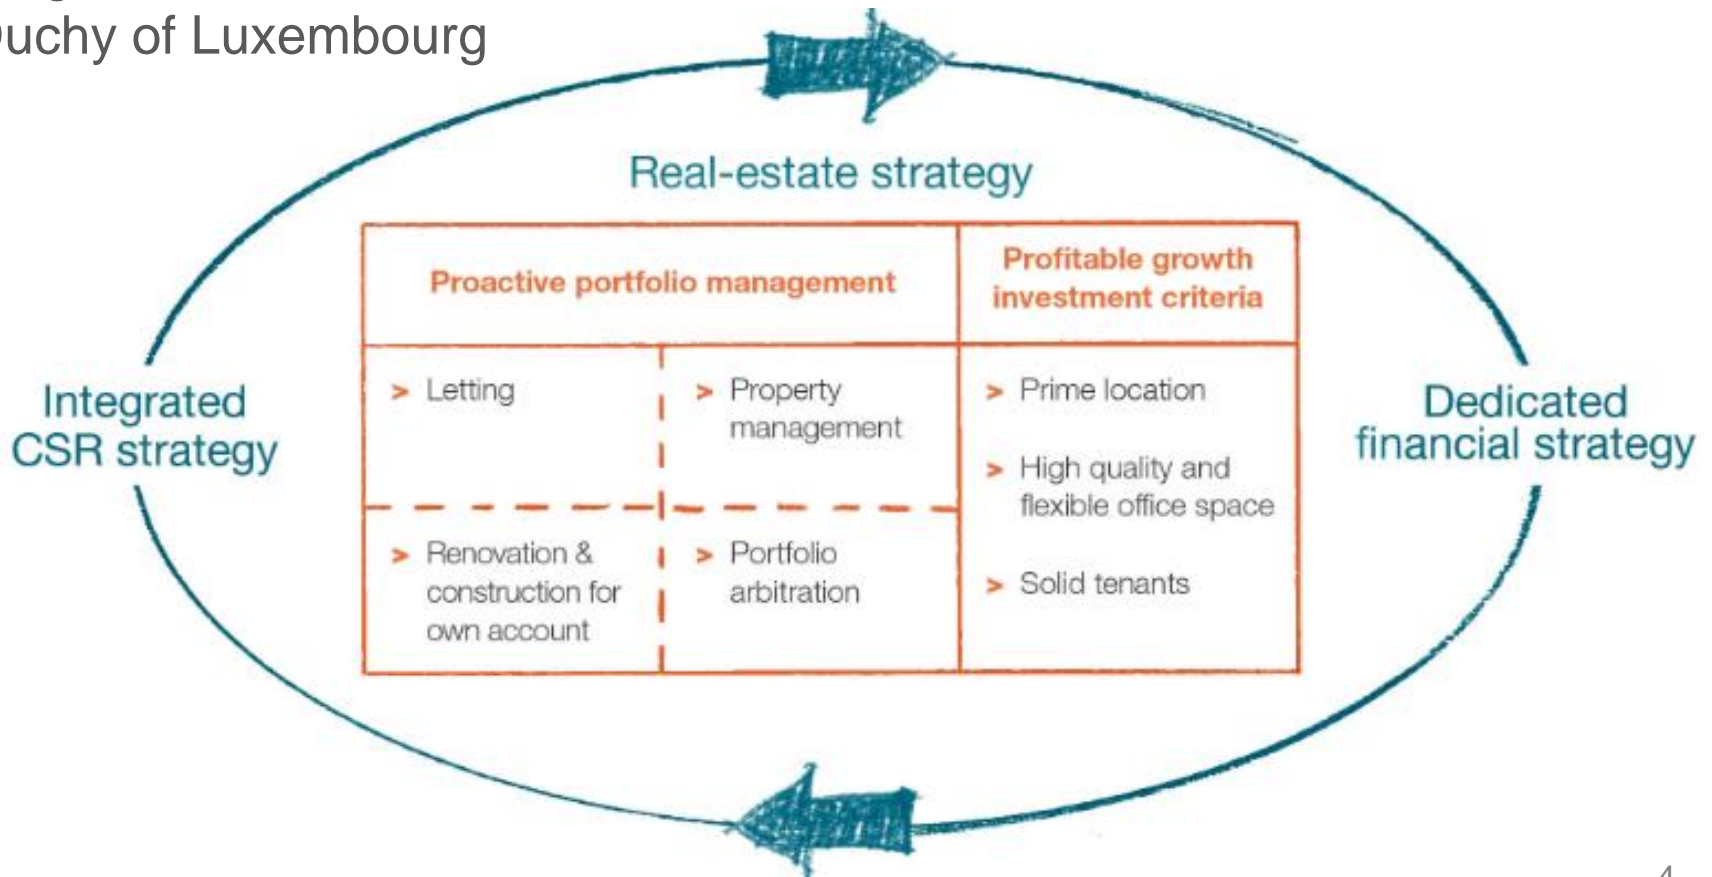 Duchy of Luxembourg
Real-estate strategy
Proactive portfolio management
Profitable growth
investment criteria
> Letting
> Property
management
> Renovation &
construction for
own account
> Portfolio
arbitration
> Prime location
> High quality and
flexible office space
> Solid tenants
Integrated
CSR strategy
Dedicated
financial strategy
4